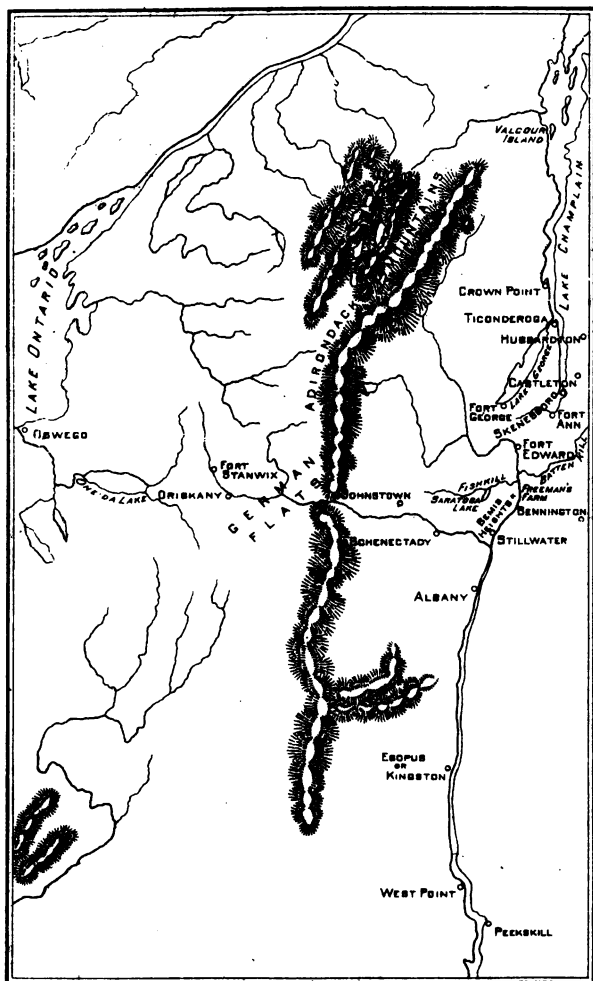 VALCOUR
ISLAND
LAKE CHAMPLAIN
ADIRONDACK MOUNTAINS
CROWN POINT
TICONDEROGA
HUBBARDTON
LAKE GEORGE
CASTLETON
LAKE ONTARIO
FORT
GEORGE
SKENESBORO
FORT
ANN
OSWEGO
FORT
EDWARD
FORT
STANWIX
BATTEN KILL
ONEIDA LAKE
ORISKANY
GERMAN
FLATS
JOHNSTOWN
FISHKILL
SARATOGA
LAKE
FREEMAN'S
FARM
BEMIS
HEIGHTS
BENNINGTON
SCHENECTADY
STILLWATER
ALBANY
ESOPUS
OR
KINGSTON
WEST POINT
PEEKSKILL